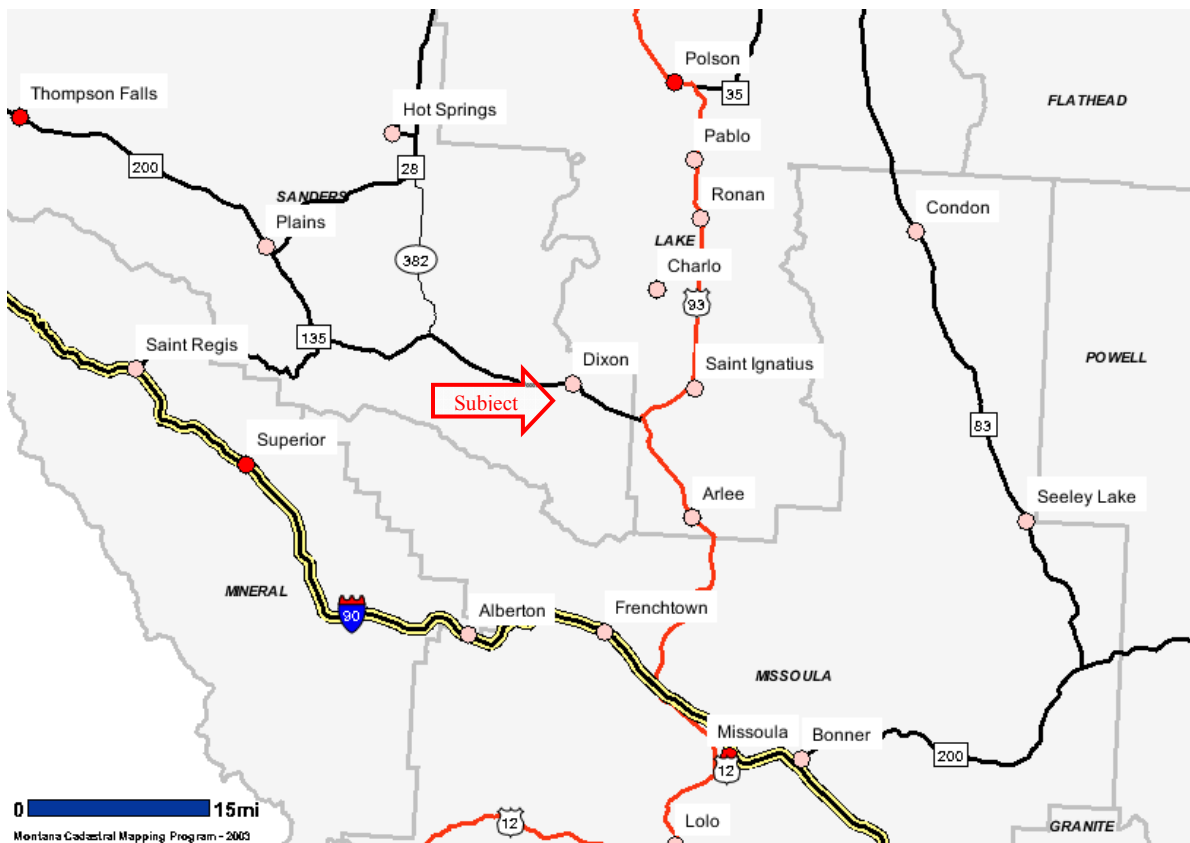 Polson
Thompson Falls
35
FLATHEAD
Hot Springs
Pablo
200
28
SANDERS
Ronan
Condon
Plains
LAKE
Charlo
382
93
135
Saint Regis
Dixon
Saint Ignatius
POWELL
Subject
83
Superior
Arlee
Seeley Lake
MINERAL
90
Alberton
Frenchtown
MISSOULA
Missoula
Bonner
200
12
0 15mi
12
Lolo
GRANITE
Montana Cadastral Mapping Program - 2003